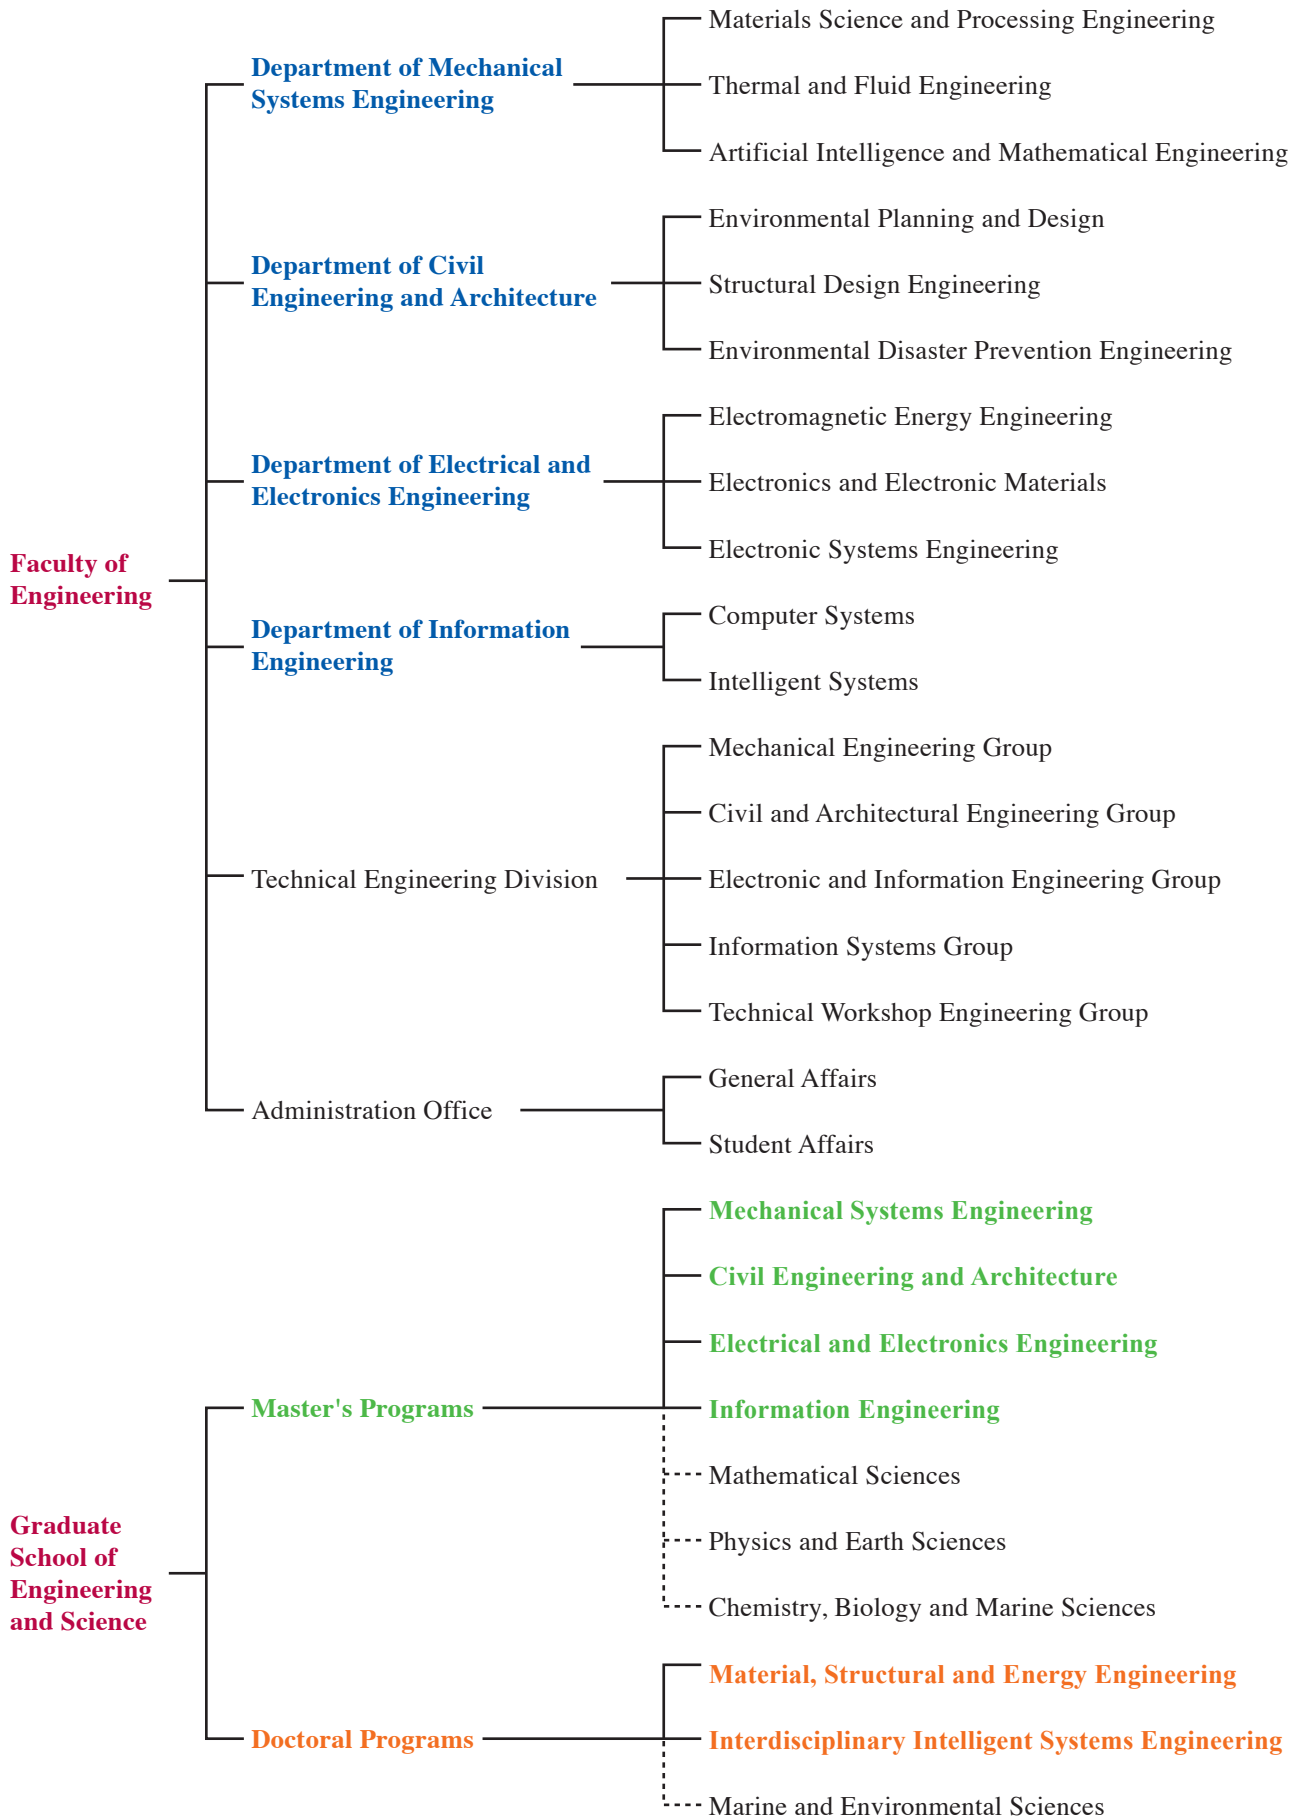 Faculty of
Engineering
Department of Mechanical
Systems Engineering
Materials Science and Processing Engineering
Thermal and Fluid Engineering
Artificial Intelligence and Mathematical Engineering
Department of Civil
Engineering and Architecture
Environmental Planning and Design
Structural Design Engineering
Environmental Disaster Prevention Engineering
Department of Electrical and
Electronics Engineering
Electromagnetic Energy Engineering
Electronics and Electronic Materials
Electronic Systems Engineering
Department of Information
Engineering
Computer Systems
Intelligent Systems
Technical Engineering Division
Mechanical Engineering Group
Civil and Architectural Engineering Group
Electronic and Information Engineering Group
Information Systems Group
Technical Workshop Engineering Group
Administration Office
General Affairs
Student Affairs
Graduate
School of
Engineering
and Science
Master's Programs
Mechanical Systems Engineering
Civil Engineering and Architecture
Electrical and Electronics Engineering
Information Engineering
Mathematical Sciences
Physics and Earth Sciences
Chemistry, Biology and Marine Sciences
Doctoral Programs
Material, Structural and Energy Engineering
Interdisciplinary Intelligent Systems Engineering
Marine and Environmental Sciences